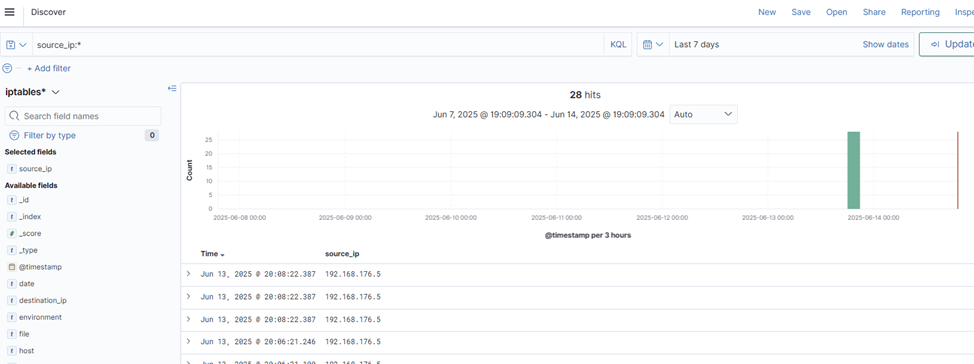 Discover New Save Open Share Reporting Inspe
source_ip:* KQL Last 7 days Show dates Update
+ Add filter
iptables* 28 hits
Search field names Jun 7, 2025 @ 19:09:09.304 - Jun 14, 2025 @ 19:09:09.304 Auto
Filter by type 0
Selected fields
t source_ip
Available fields
t _id
t _index
# _score
t _type
@timestamp
t date
t destination_ip
t environment
t file
t host
Count
25
20
15
10
5
0
2025-06-08 00:00 2025-06-09 00:00 2025-06-10 00:00 2025-06-11 00:00 2025-06-12 00:00 2025-06-13 00:00 2025-06-14 00:00
@timestamp per 3 hours
Time source_ip
Jun 13, 2025 @ 20:08:22.387 192.168.176.5
Jun 13, 2025 @ 20:08:22.387 192.168.176.5
Jun 13, 2025 @ 20:08:22.387 192.168.176.5
Jun 13, 2025 @ 20:06:21.246 192.168.176.5